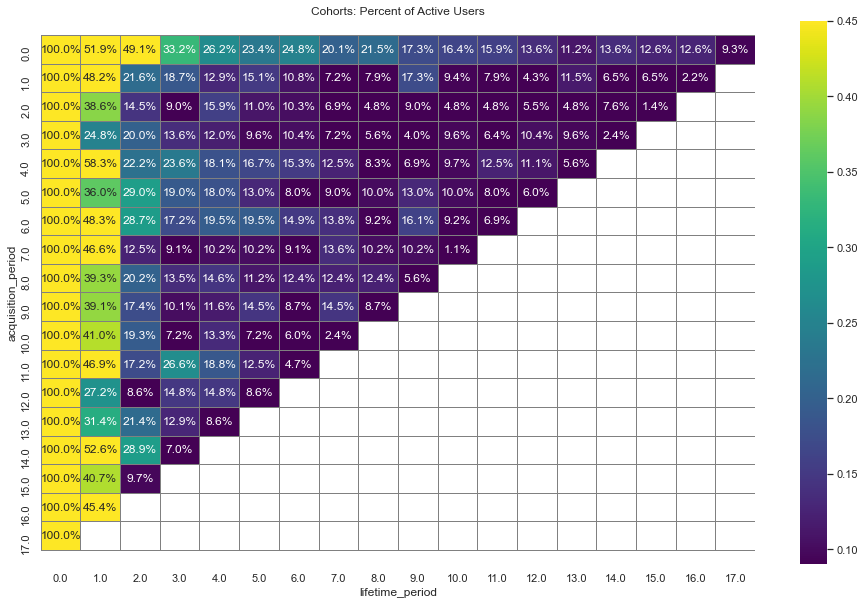 Cohorts: Percent of Active Users
0.0 100.0% 51.9% 49.1% 33.2% 26.2% 23.4% 24.8% 20.1% 21.5% 17.3% 16.4% 15.9% 13.6% 11.2% 13.6% 12.6% 12.6% 9.3%
1.0 100.0% 48.2% 21.6% 18.7% 12.9% 15.1% 10.8% 7.2% 7.9% 17.3% 9.4% 7.9% 4.3% 11.5% 6.5% 6.5% 2.2%
2.0 100.0% 38.6% 14.5% 9.0% 15.9% 11.0% 10.3% 6.9% 4.8% 9.0% 4.8% 4.8% 5.5% 4.8% 7.6% 1.4%
3.0 100.0% 24.8% 20.0% 13.6% 12.0% 9.6% 10.4% 7.2% 5.6% 4.0% 9.6% 6.4% 10.4% 9.6% 2.4%
4.0 100.0% 58.3% 22.2% 23.6% 18.1% 16.7% 15.3% 12.5% 8.3% 6.9% 9.7% 12.5% 11.1% 5.6%
5.0 100.0% 36.0% 29.0% 19.0% 18.0% 13.0% 8.0% 9.0% 10.0% 13.0% 10.0% 8.0% 6.0%
6.0 100.0% 48.3% 28.7% 17.2% 19.5% 19.5% 14.9% 13.8% 9.2% 16.1% 9.2% 6.9%
7.0 100.0% 46.6% 12.5% 9.1% 10.2% 10.2% 9.1% 13.6% 10.2% 10.2% 1.1%
8.0 100.0% 39.3% 20.2% 13.5% 14.6% 11.2% 12.4% 12.4% 12.4% 5.6%
9.0 100.0% 39.1% 17.4% 10.1% 11.6% 14.5% 8.7% 14.5% 8.7%
10.0 100.0% 41.0% 19.3% 7.2% 13.3% 7.2% 6.0% 2.4%
11.0 100.0% 46.9% 17.2% 26.6% 18.8% 12.5% 4.7%
12.0 100.0% 27.2% 8.6% 14.8% 14.8% 8.6%
13.0 100.0% 31.4% 21.4% 12.9% 8.6%
14.0 100.0% 52.6% 28.9% 7.0%
15.0 100.0% 40.7% 9.7%
16.0 100.0% 45.4%
17.0 100.0%
acquisition_period
0.0 1.0 2.0 3.0 4.0 5.0 6.0 7.0 8.0 9.0 10.0 11.0 12.0 13.0 14.0 15.0 16.0 17.0
lifetime_period
0.45
0.40
0.35
0.30
0.25
0.20
0.15
0.10